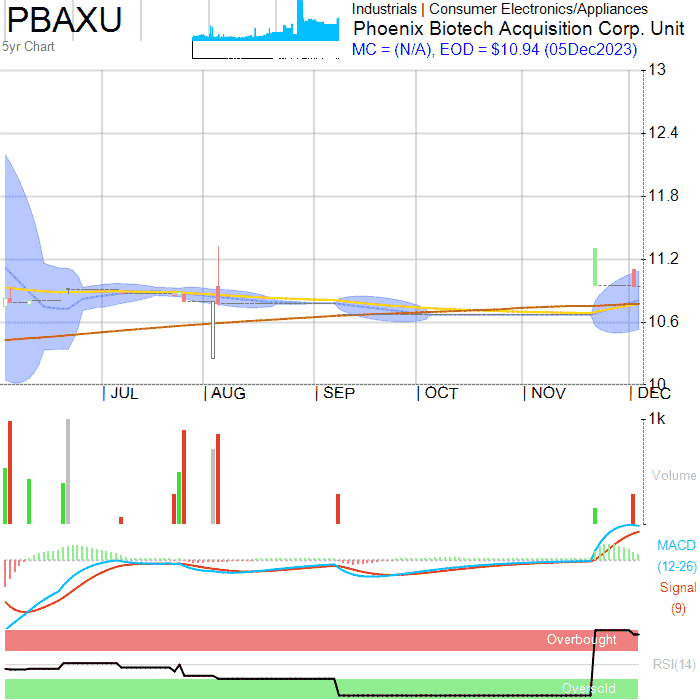 PBAXU
5yr Chart
Industrials | Consumer Electronics/Appliances
Phoenix Biotech Acquisition Corp. Unit
MC = (N/A), EOD = $10.94 (05Dec2023)
13
12.4
11.8
11.2
10.6
10
| JUL
| AUG
| SEP
| OCT
| NOV
| DEC
1k
Volume
MACD
(12-26)
Signal
(9)
Overbought
RSI(14)
Oversold